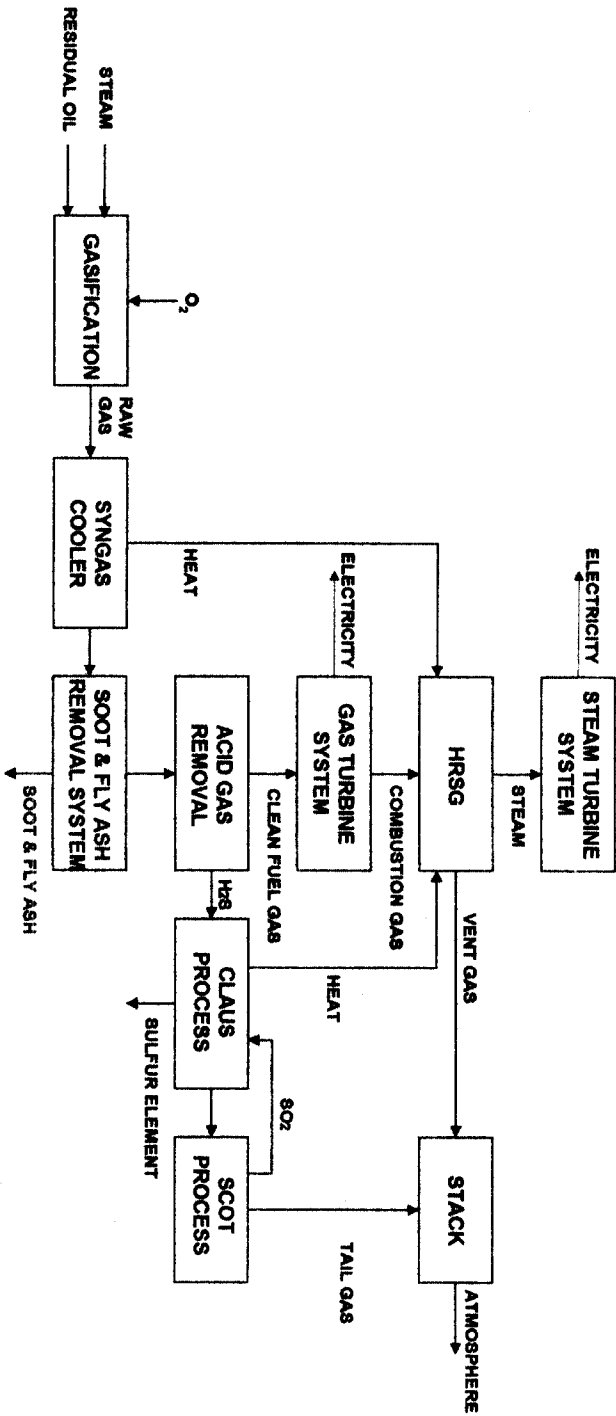 STEAM
RESIDUAL OIL
O2
GASIFICATION
RAW
GAS
SYNGAS
COOLER
HEAT
SOOT & FLY ASH
REMOVAL SYSTEM
SOOT & FLY ASH
ACID GAS
REMOVAL
CLEAN FUEL GAS
GAS TURBINE
SYSTEM
ELECTRICITY
COMBUSTION GAS
HRSG
STEAM
STEAM TURBINE
SYSTEM
ELECTRICITY
H2S
CLAUS
PROCESS
HEAT
SULFUR ELEMENT
SO2
SCOT
PROCESS
TAIL GAS
VENT GAS
STACK
ATMOSPHERE